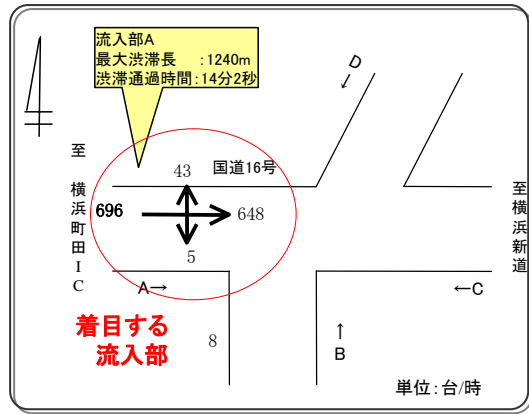 流入部A
最大渋滞長 :1240m
渋滞通過時間:14分2秒
D
至横浜町田IC
43
国道16号
696
648
5
至横浜新道
A→
←C
着目する
流入部
8
↑
B
単位:台/時